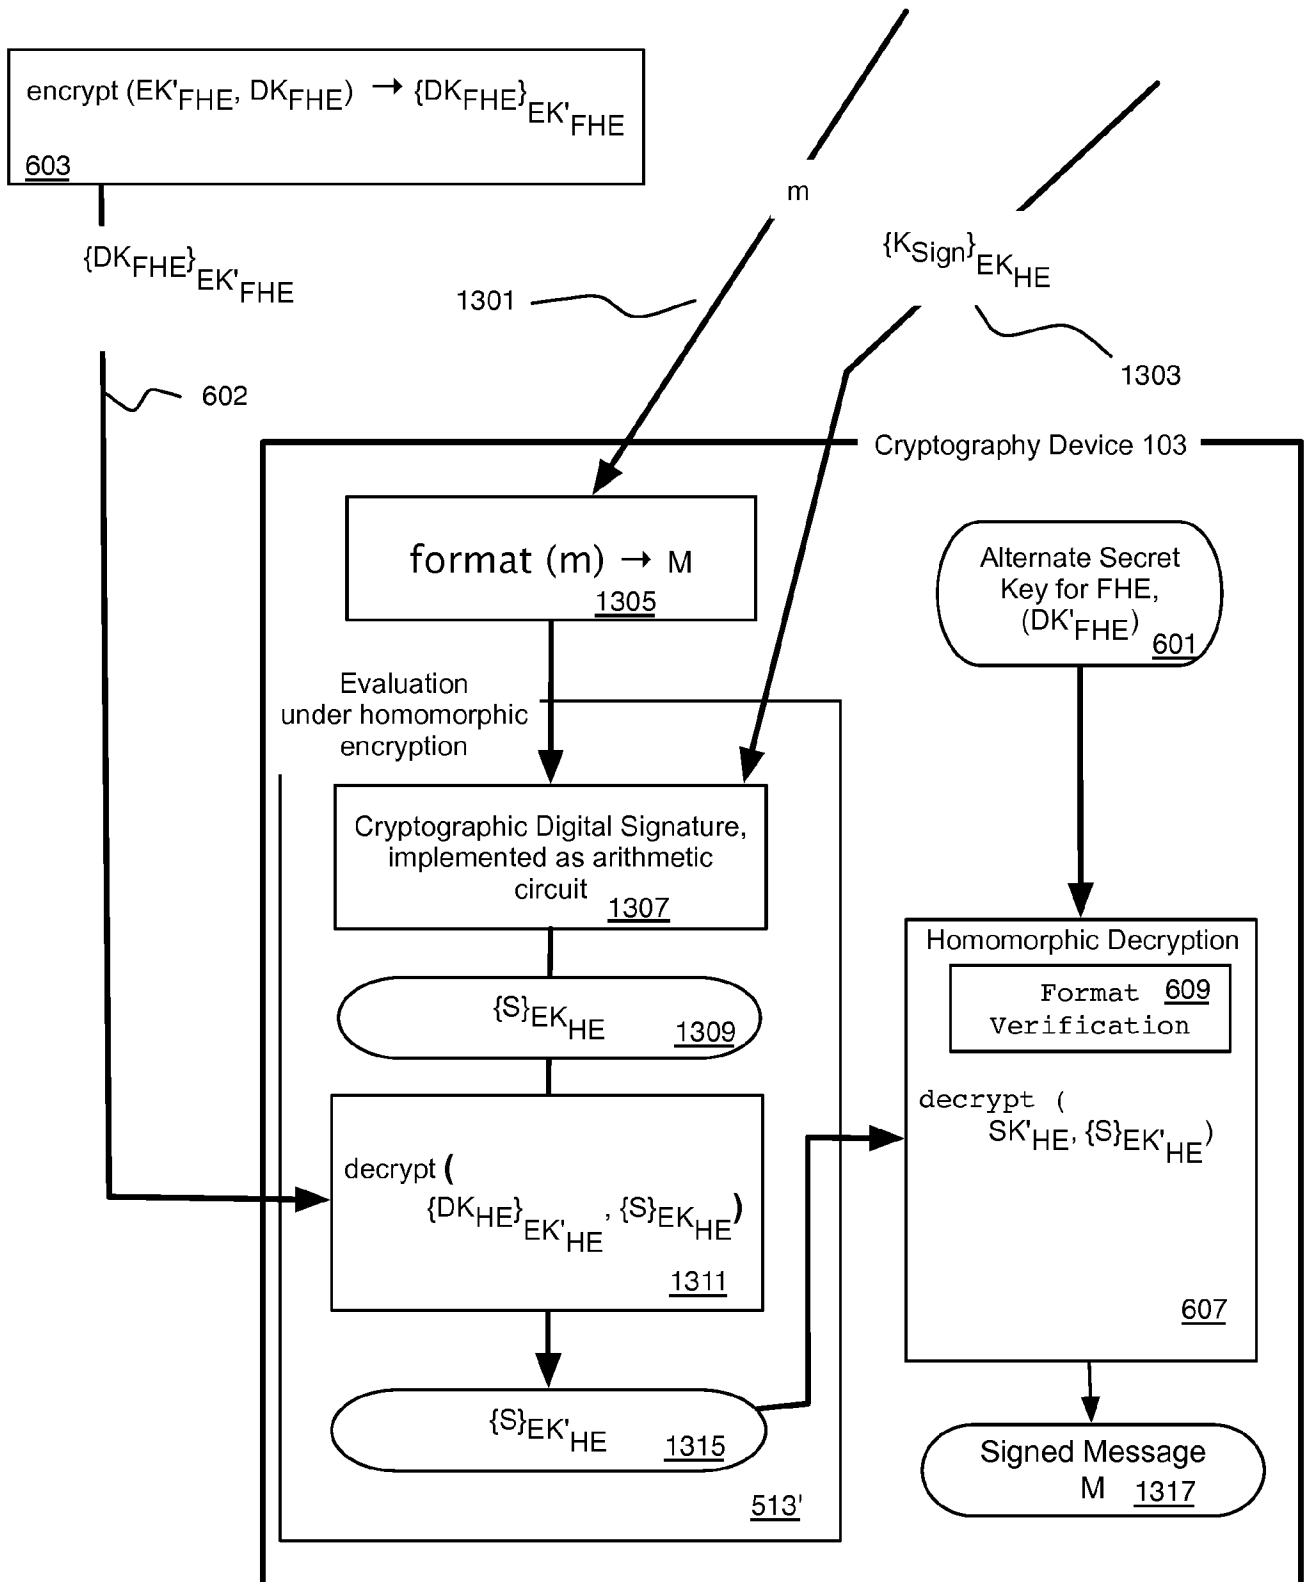 encrypt (EK'FHE, DKFHE) → {DKFHE}EK'FHE
603
{DKFHE}EK'FHE
m
{KSign}EKHE
1301
1303
602
Cryptography Device 103
format (m) → M
1305
Alternate Secret
Key for FHE,
(DK'FHE)
601
Evaluation
under homomorphic
encryption
Cryptographic Digital Signature,
implemented as arithmetic
circuit
1307
{S}EKHE
1309
Homomorphic Decryption
Format 609
Verification
decrypt (
SK'HE, {S}EK'HE)
607
decrypt (
{DKHE}EK'HE, {S}EKHE)
1311
{S}EK'HE
1315
513'
Signed Message
M 1317